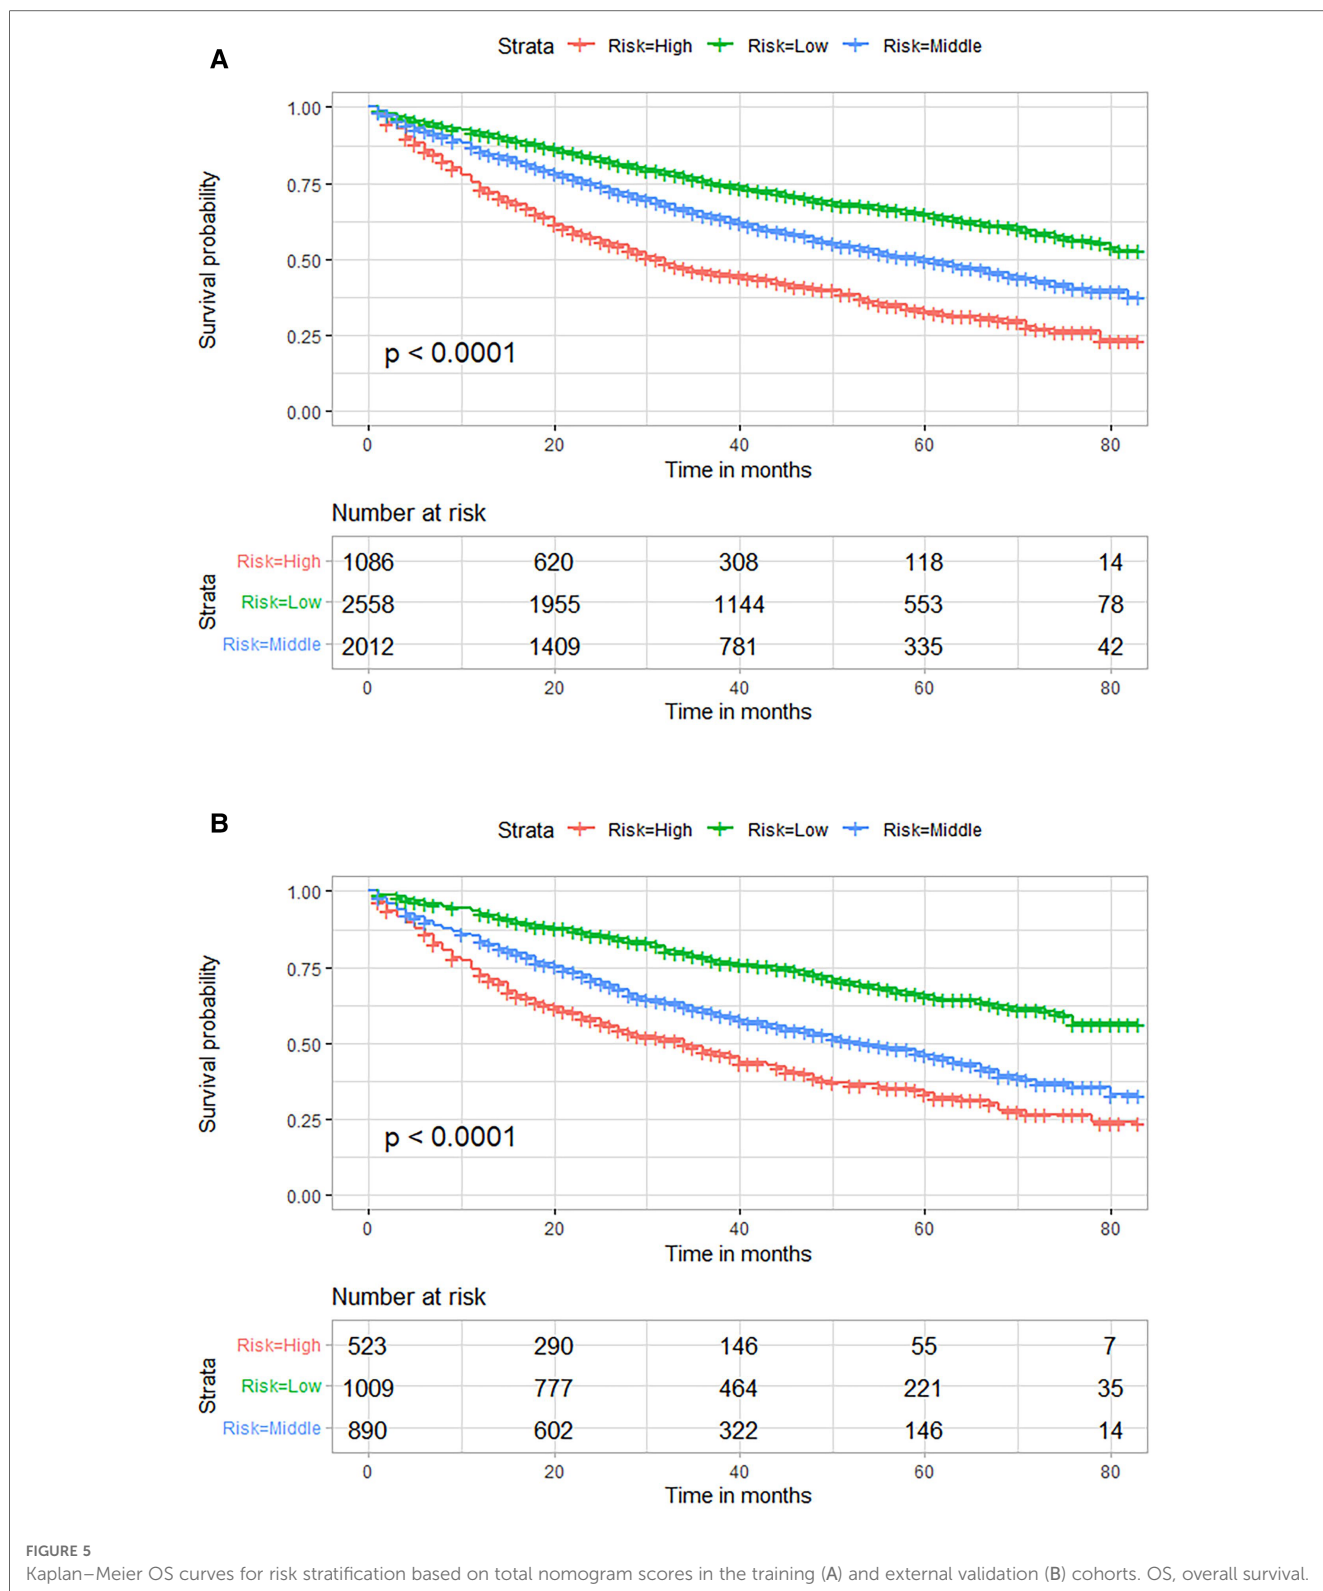 A
Strata Risk=High Risk=Low Risk=Middle
1.00
0.75
0.50
0.25
0.00
Survival probability
p < 0.0001
0 20 40 60 80
Time in months
Number at risk
Strata
Risk=High 1086 620 308 118 14
Risk=Low 2558 1955 1144 553 78
Risk=Middle 2012 1409 781 335 42
0 20 40 60 80
Time in months
B
Strata Risk=High Risk=Low Risk=Middle
1.00
0.75
0.50
0.25
0.00
Survival probability
p < 0.0001
0 20 40 60 80
Time in months
Number at risk
Strata
Risk=High 523 290 146 55 7
Risk=Low 1009 777 464 221 35
Risk=Middle 890 602 322 146 14
0 20 40 60 80
Time in months
FIGURE 5
Kaplan–Meier OS curves for risk stratification based on total nomogram scores in the training (A) and external validation (B) cohorts. OS, overall survival.